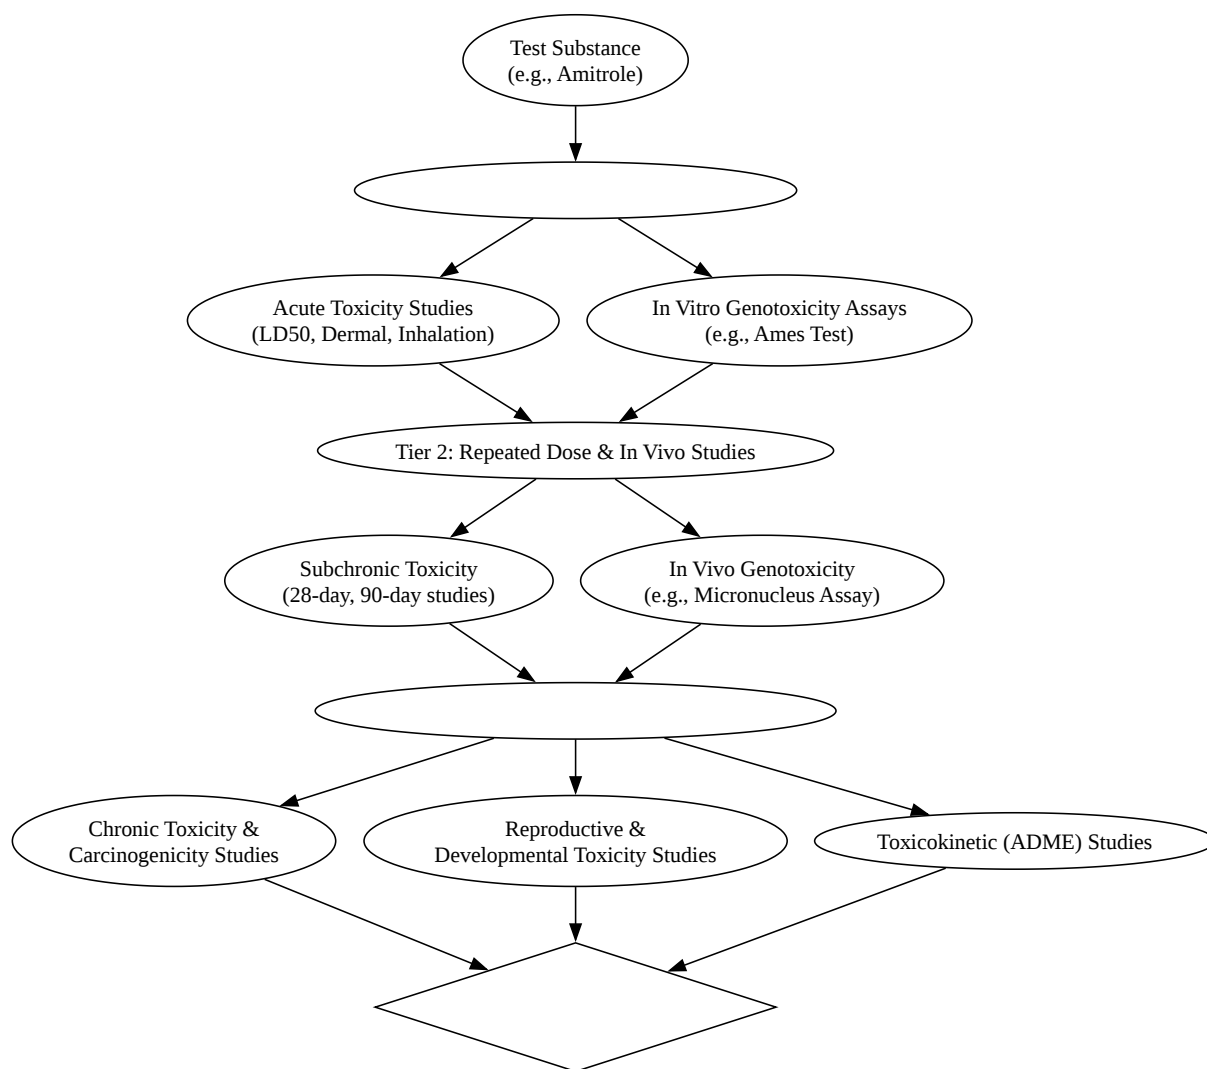 Test Substance
(e.g., Amitrole)
Acute Toxicity Studies
(LD50, Dermal, Inhalation)
In Vitro Genotoxicity Assays
(e.g., Ames Test)
Tier 2: Repeated Dose & In Vivo Studies
Subchronic Toxicity
(28-day, 90-day studies)
In Vivo Genotoxicity
(e.g., Micronucleus Assay)
Chronic Toxicity &
Carcinogenicity Studies
Reproductive &
Developmental Toxicity Studies
Toxicokinetic (ADME) Studies